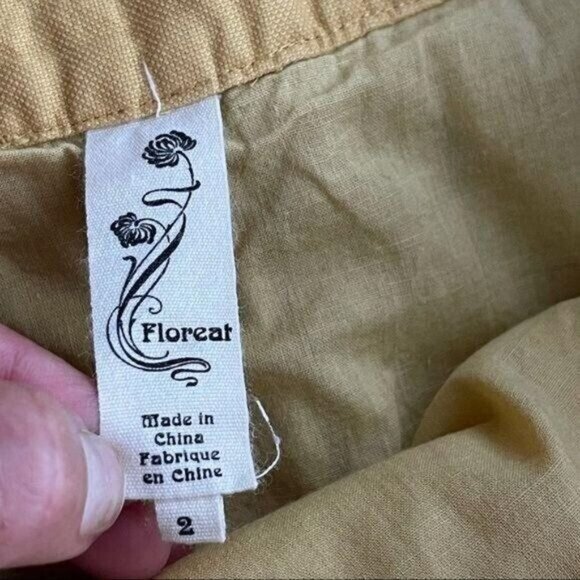 Floreat
Made in
China
Fabrique
en Chine
2